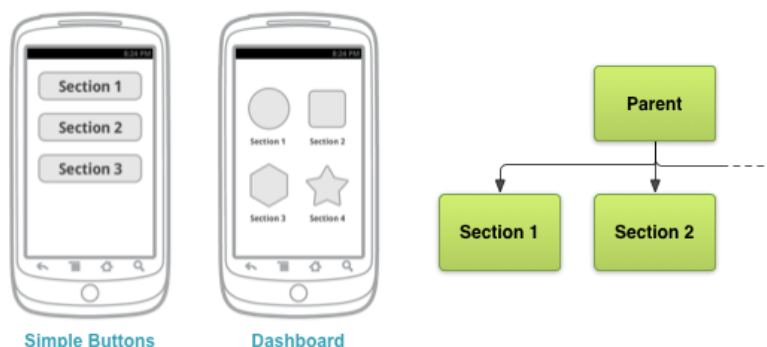 8:24 PM
Section 1
Section 2
Section 3
Simple Buttons
8:24 PM
Section 1 Section 2
Section 3 Section 4
Dashboard
Parent
Section 1 Section 2